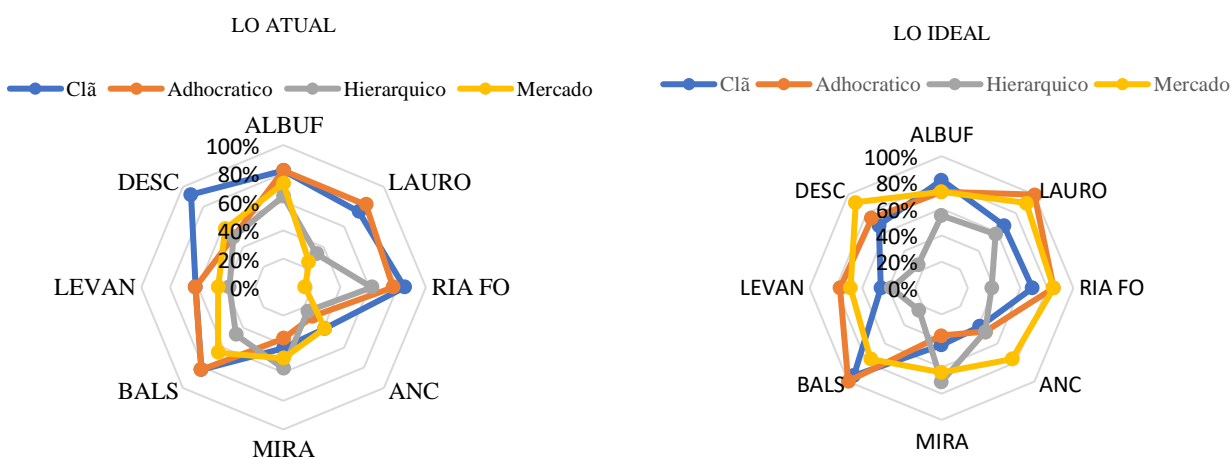 LO ATUAL
Clã Adhocratico Hierarquico Mercado
ALBUF
LAURO
RIA FO
ANC
MIRA
BALS
LEVAN
DESC
100%
80%
60%
40%
20%
0%
LO IDEAL
Clã Adhocratico Hierarquico Mercado
ALBUF
LAURO
RIA FO
ANC
MIRA
BALS
LEVAN
DESC
100%
80%
60%
40%
20%
0%